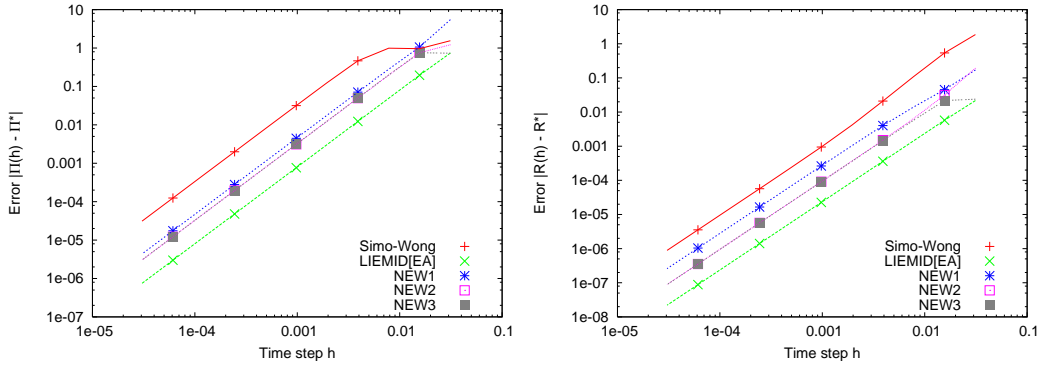 10
1
0.1
0.01
0.001
1e-04
1e-05
1e-06
1e-07
1e-05
1e-04
0.001
0.01
0.1
Error |Π(h) - Π*|
Time step h
Simo-Wong
LIEMID[EA]
NEW1
NEW2
NEW3
10
1
0.1
0.01
0.001
1e-04
1e-05
1e-06
1e-07
1e-08
1e-05
1e-04
0.001
0.01
0.1
Error |R(h) - R*|
Time step h
Simo-Wong
LIEMID[EA]
NEW1
NEW2
NEW3